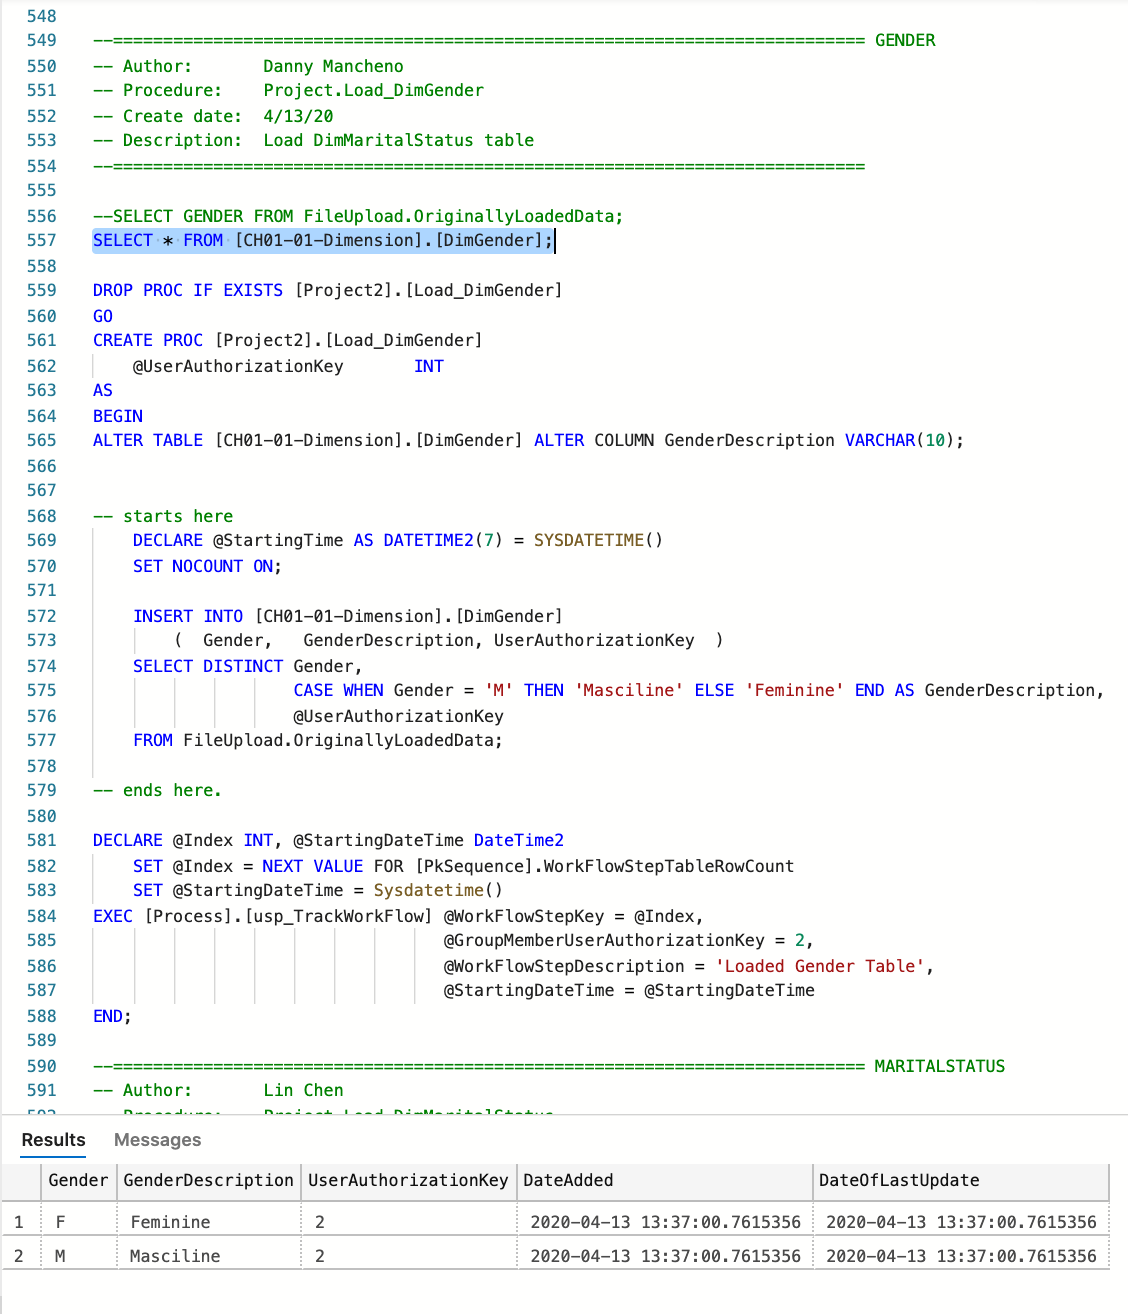 548
549 --=========================================================================== GENDER
550 -- Author: Danny Mancheno
551 -- Procedure: Project.Load_DimGender
552 -- Create date: 4/13/20
553 -- Description: Load DimMaritalStatus table
554 --===========================================================================
555
556 --SELECT GENDER FROM FileUpload.OriginallyLoadedData;
557 SELECT * FROM [CH01-01-Dimension].[DimGender];
558
559 DROP PROC IF EXISTS [Project2].[Load_DimGender]
560 GO
561 CREATE PROC [Project2].[Load_DimGender]
562 @UserAuthorizationKey INT
563 AS
564 BEGIN
565 ALTER TABLE [CH01-01-Dimension].[DimGender] ALTER COLUMN GenderDescription VARCHAR(10);
566
567
568 -- starts here
569 DECLARE @StartingTime AS DATETIME2(7) = SYSDATETIME()
570 SET NOCOUNT ON;
571
572 INSERT INTO [CH01-01-Dimension].[DimGender]
573 ( Gender, GenderDescription, UserAuthorizationKey )
574 SELECT DISTINCT Gender,
575 CASE WHEN Gender = 'M' THEN 'Masciline' ELSE 'Feminine' END AS GenderDescription,
576 @UserAuthorizationKey
577 FROM FileUpload.OriginallyLoadedData;
578
579 -- ends here.
580
581 DECLARE @Index INT, @StartingDateTime DateTime2
582 SET @Index = NEXT VALUE FOR [PkSequence].WorkFlowStepTableRowCount
583 SET @StartingDateTime = Sysdatetime()
584 EXEC [Process].[usp_TrackWorkFlow] @WorkFlowStepKey = @Index,
585 @GroupMemberUserAuthorizationKey = 2,
586 @WorkFlowStepDescription = 'Loaded Gender Table',
587 @StartingDateTime = @StartingDateTime
588 END;
589
590 --=========================================================================== MARITALSTATUS
591 -- Author: Lin Chen
592 -- Procedure: Project.Load_DimMaritalStatus
Results Messages
Gender GenderDescription UserAuthorizationKey DateAdded DateOfLastUpdate
1 F Feminine 2 2020-04-13 13:37:00.7615356 2020-04-13 13:37:00.7615356
2 M Masciline 2 2020-04-13 13:37:00.7615356 2020-04-13 13:37:00.7615356